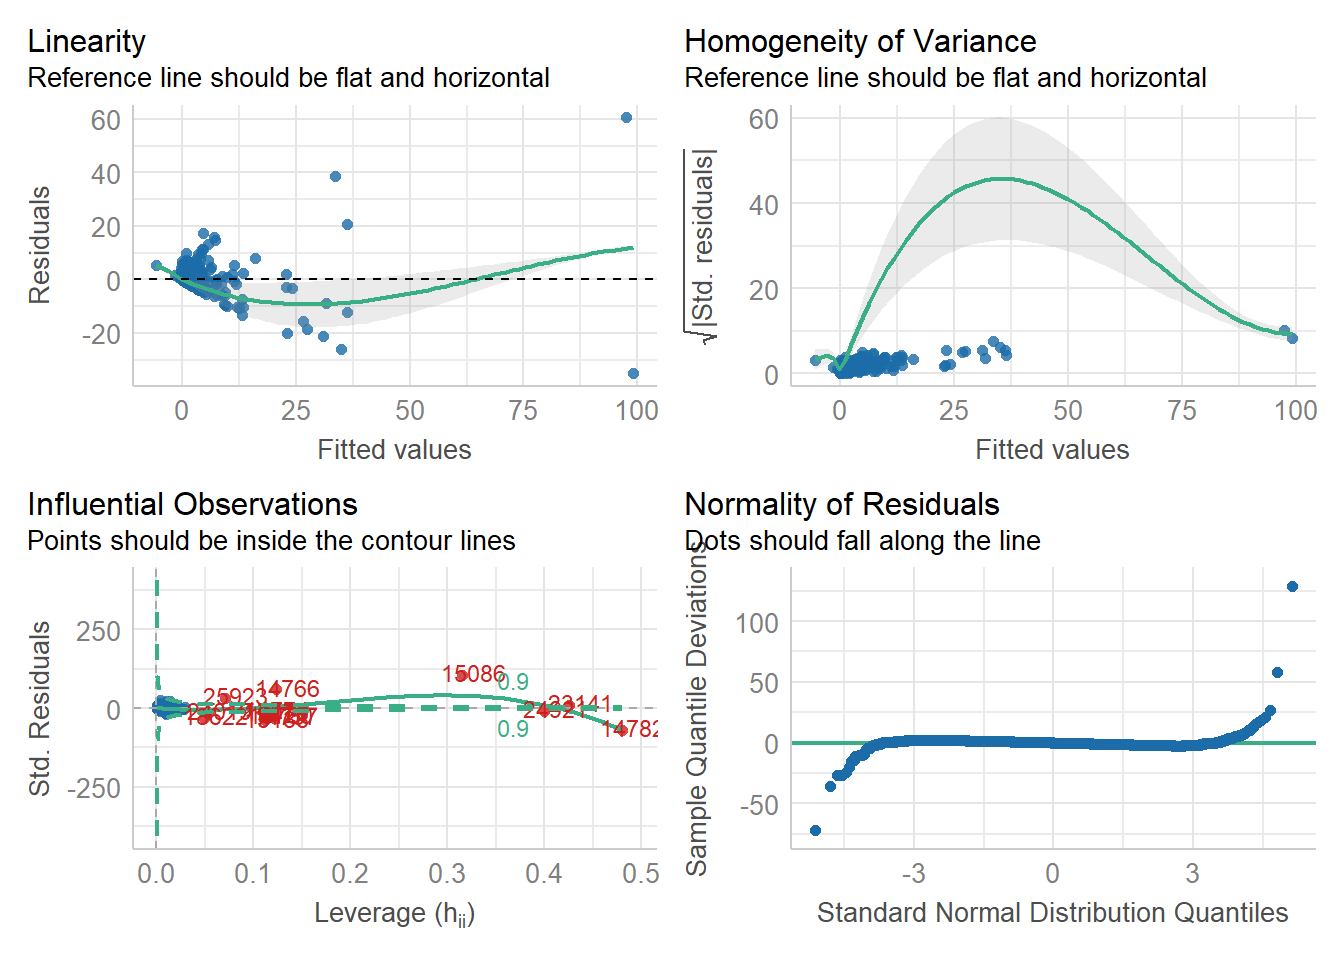 Linearity
Reference line should be flat and horizontal
60
40
20
0
-20
Residuals
0
25
50
75
100
Fitted values
Homogeneity of Variance
Reference line should be flat and horizontal
60
40
20
0
√|Std. residuals|
0
25
50
75
100
Fitted values
Influential Observations
Points should be inside the contour lines
250
0
-250
Std. Residuals
15086
0.9
14766
25923
23141
24921
14782
0.9
0.0
0.1
0.2
0.3
0.4
0.5
Leverage (hii)
Normality of Residuals
Dots should fall along the line
100
50
0
-50
Sample Quantile Deviations
-3
0
3
Standard Normal Distribution Quantiles